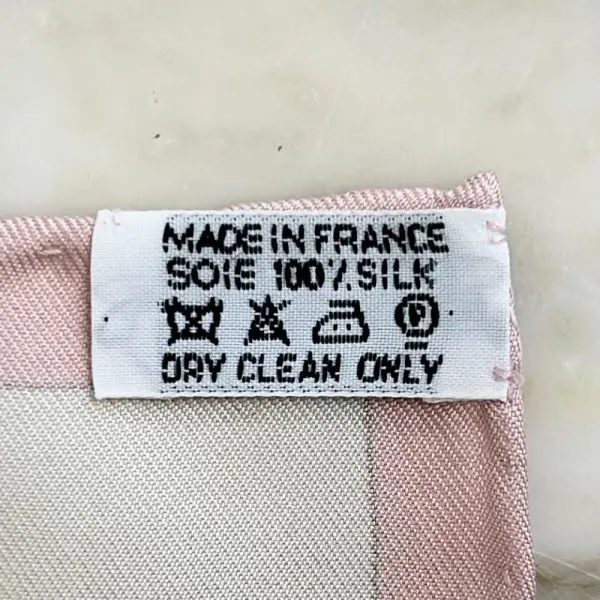 MADE IN FRANCE
SOIE 100% SILK
P
DRY CLEAN ONLY